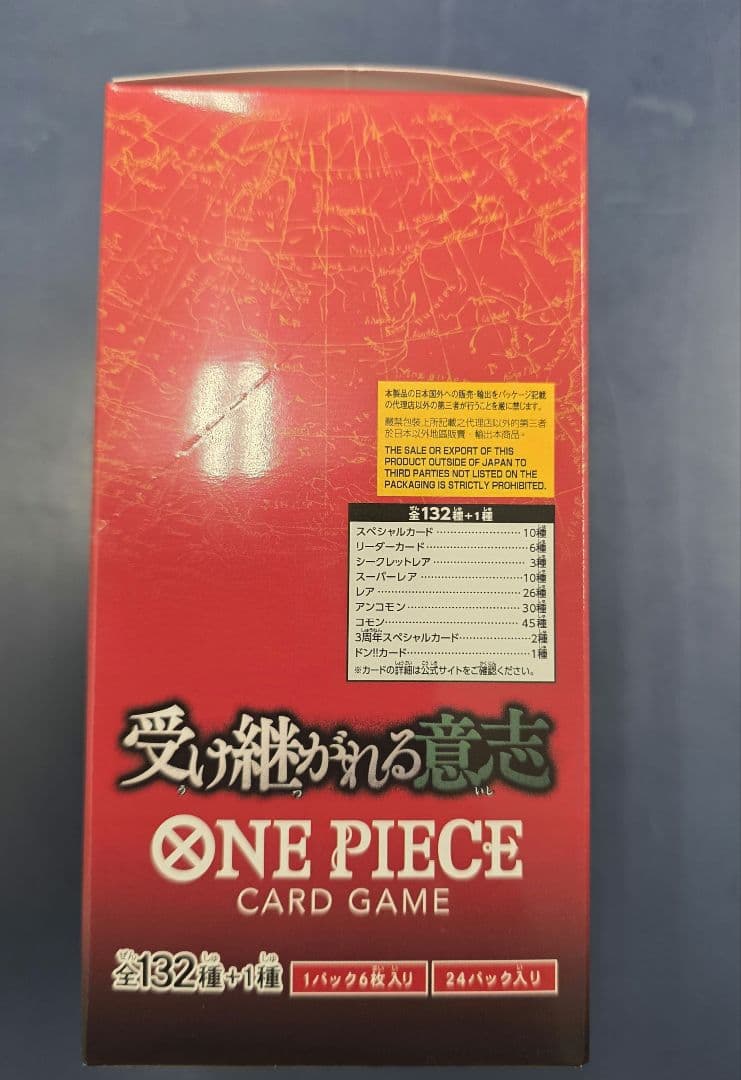 本製品の日本国外への販売・輸出をパッケージ記載
の代理店以外の第三者が行うことを厳に禁じます。
嚴禁包裝上所記載之代理店以外的第三者
於日本以外地區販賣・輸出本商品。
THE SALE OR EXPORT OF THIS
PRODUCT OUTSIDE OF JAPAN TO
THIRD PARTIES NOT LISTED ON THE
PACKAGING IS STRICTLY PROHIBITED.
全132種+1種
スペシャルカード 10種
リーダーカード 6種
シークレットレア 3種
スーパーレア 10種
レア 26種
アンコモン 30種
コモン 45種
3周年スペシャルカード 2種
ドン!!カード 1種
※カードの詳細は公式サイトをご確認ください。
受け継がれる意志
ONE PIECE
CARD GAME
全132種+1種 1パック6枚入り 24パック入り